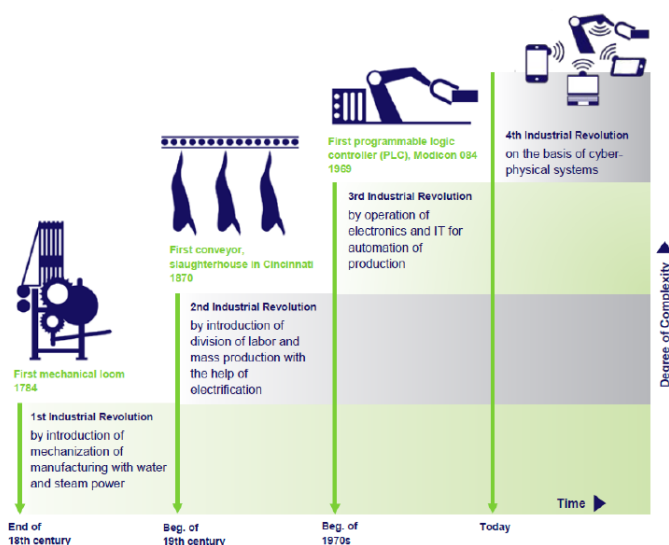 First programmable logic
controller (PLC), Modicon 084
1969
4th Industrial Revolution
on the basis of cyber-
physical systems
3rd Industrial Revolution
by operation of
electronics and IT for
automation of
production
First conveyor,
slaughterhouse in Cincinnati
1870
2nd Industrial Revolution
by introduction of
division of labor and
mass production with
the help of
electrification
First mechanical loom
1784
1st Industrial Revolution
by introduction of
mechanization of
manufacturing with water
and steam power
Degree of Complexity
Time
End of
18th century
Beg. of
19th century
Beg. of
1970s
Today